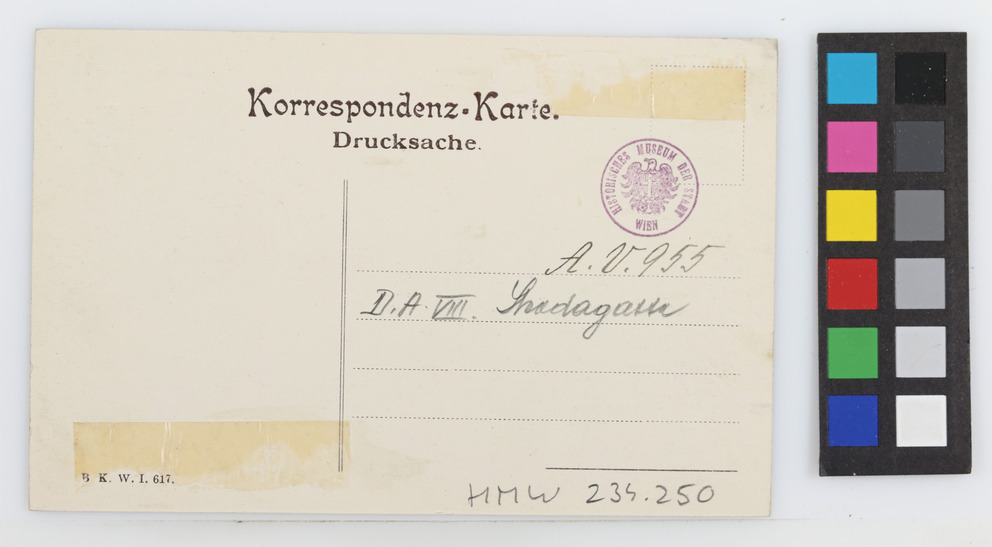 Korrespondenz-Karte.
Drucksache.
HISTORISCHES MUSEUM DER STADT WIEN
A.V.955
D.A. VIII. Skodagasse
B K. W. I. 617.
HMW 234.250